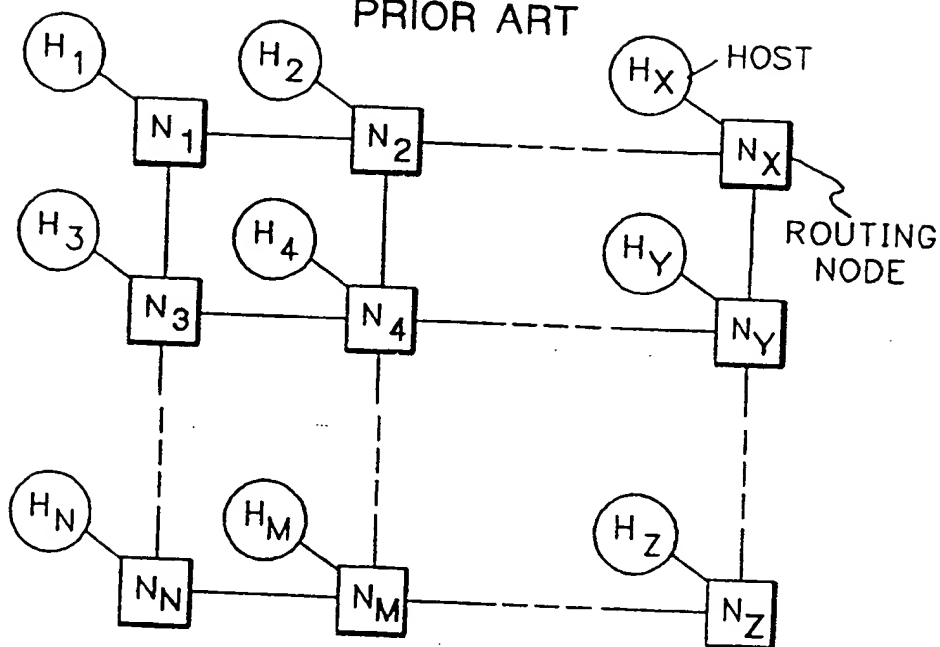 PRIOR ART
H1
H2
HX
HOST
N1
N2
NX
H3
H4
HY
ROUTING
NODE
N3
N4
NY
HN
HM
HZ
NN
NM
NZ